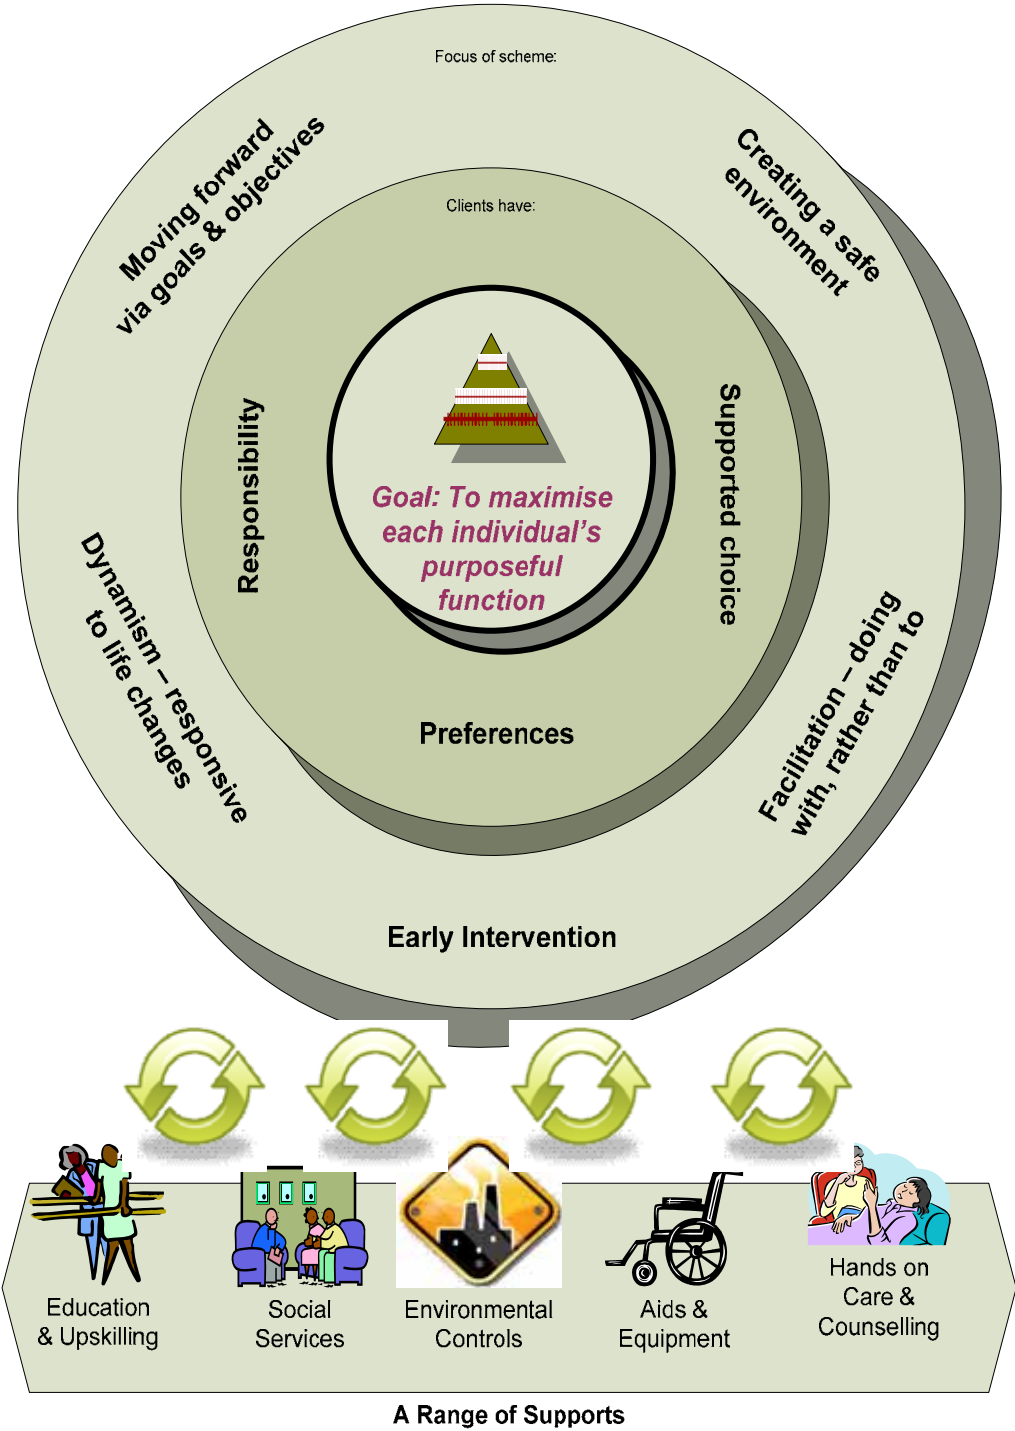 Focus of scheme:
Moving forward
via goals & objectives
Creating a safe
environment
Clients have:
Responsibility
Supported choice
Goal: To maximise
each individual’s
purposeful
function
Preferences
Dynamism – responsive
to life changes
Facilitation – doing
with, rather than to
Early Intervention
Education
& Upskilling
Social
Services
Environmental
Controls
Aids &
Equipment
Hands on
Care &
Counselling
A Range of Supports